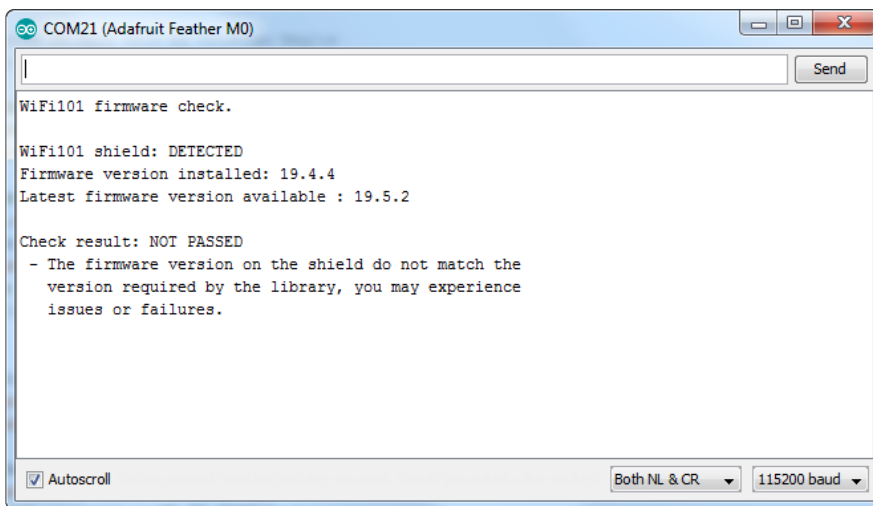 COM21 (Adafruit Feather M0)
Send
WiFi101 firmware check.
WiFi101 shield: DETECTED
Firmware version installed: 19.4.4
Latest firmware version available : 19.5.2
Check result: NOT PASSED
- The firmware version on the shield do not match the
version required by the library, you may experience
issues or failures.
Autoscroll
Both NL & CR
115200 baud